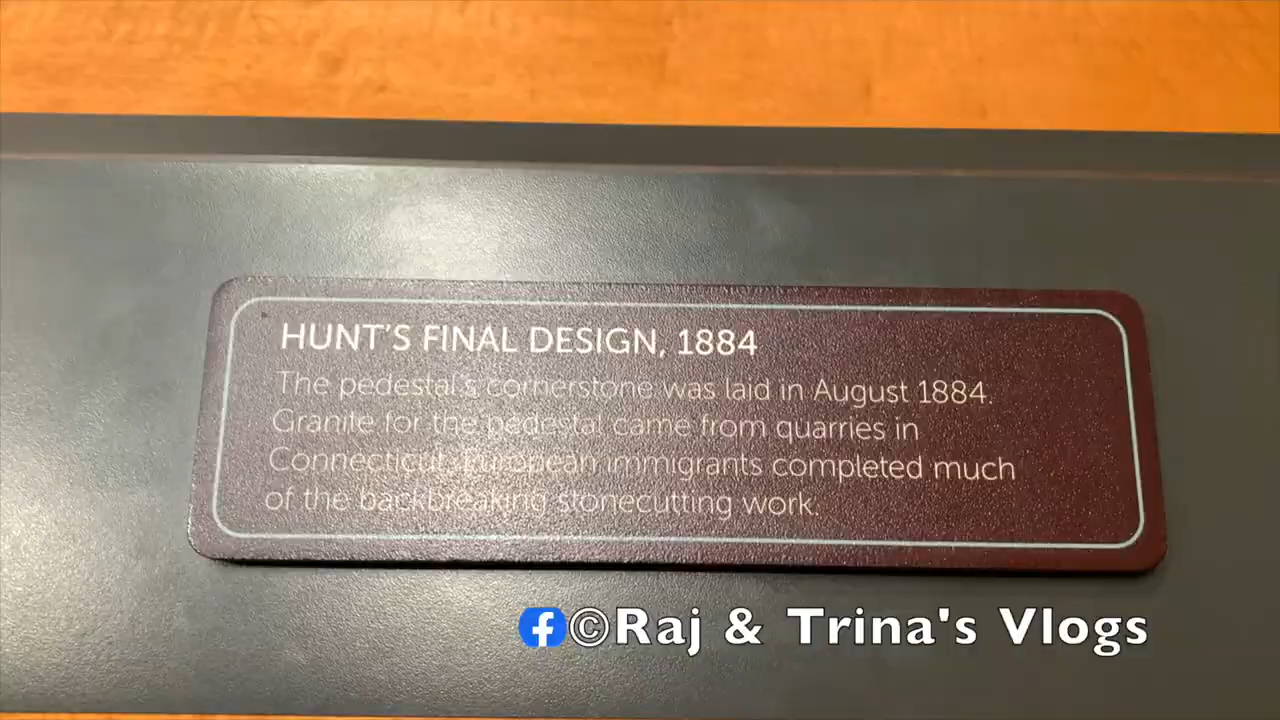 HUNT'S FINAL DESIGN, 1884
The pedestal's cornerstone was laid in August 1884.
Granite for the pedestal came from quarries in
Connecticut. European immigrants completed much
of the backbreaking stonecutting work.
©Raj & Trina's Vlogs